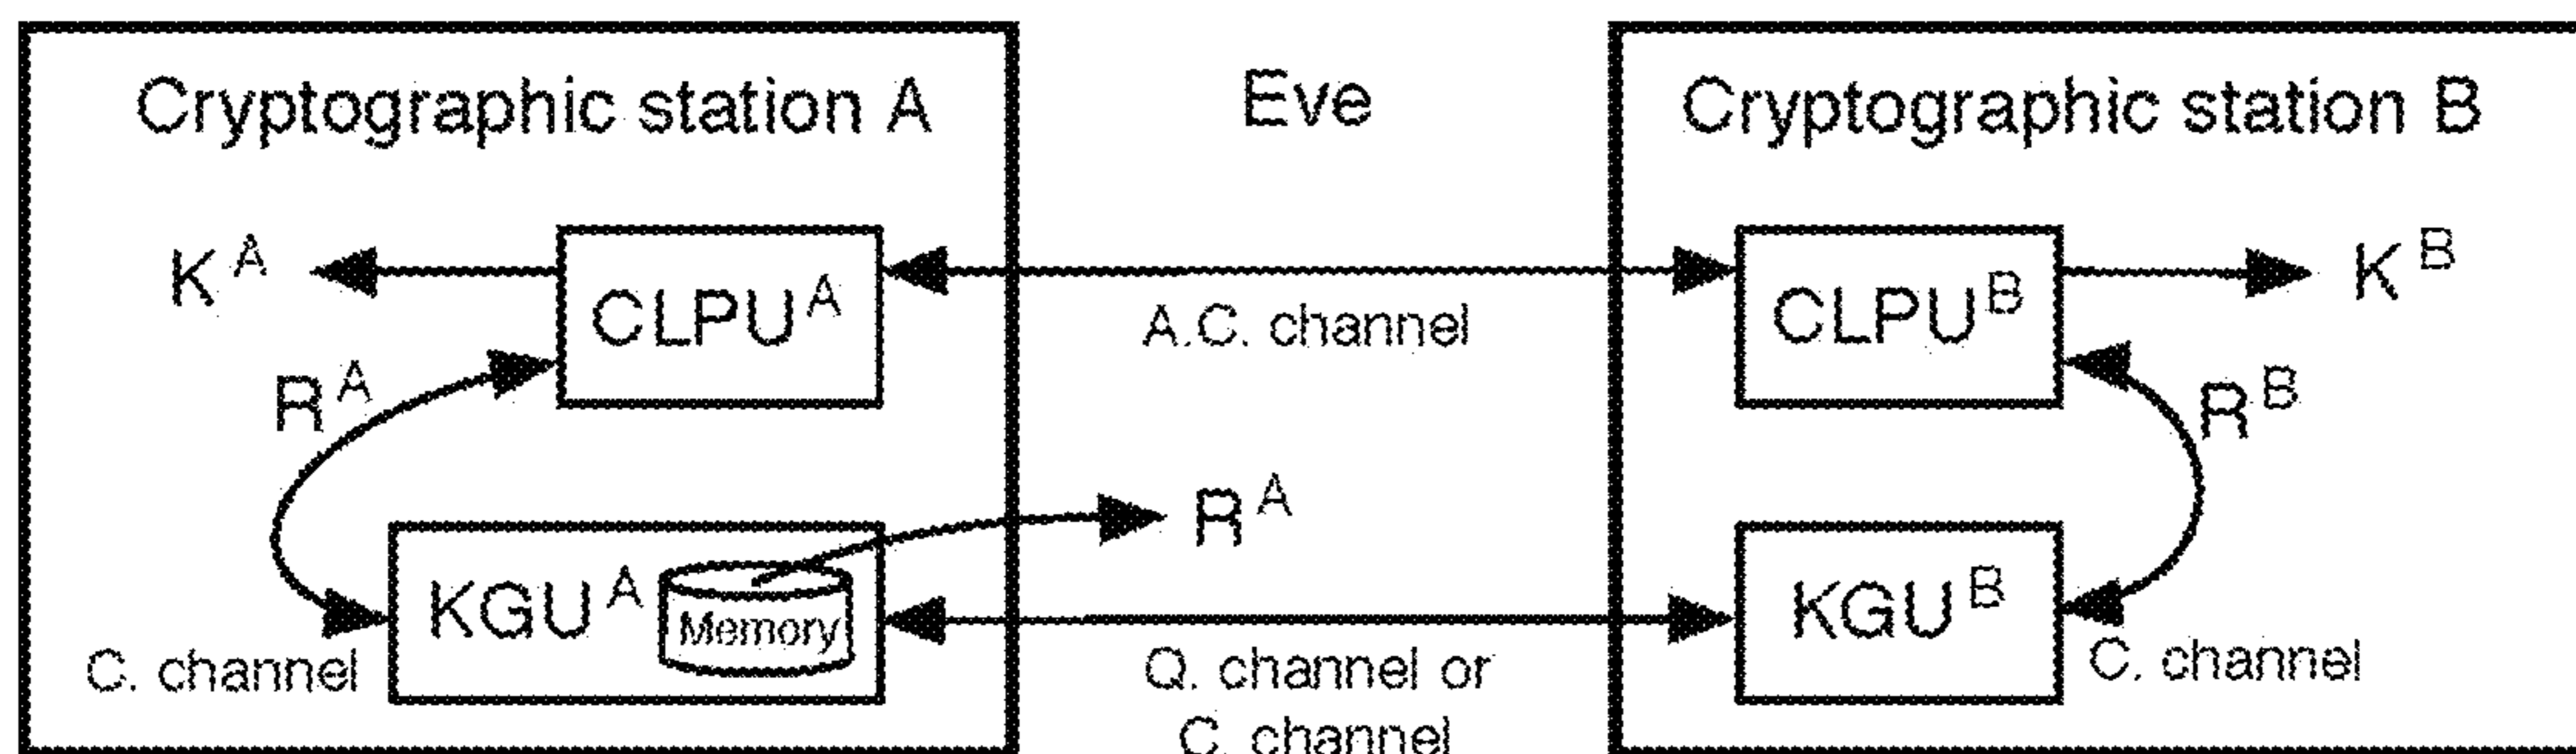 Cryptographic station A
Eve
Cryptographic station B
K^A
CLPU^A
A.C. channel
CLPU^B
K^B
R^A
R^B
R^A
KGU^A
Memory
KGU^B
C. channel
Q. channel or
C. channel
C. channel